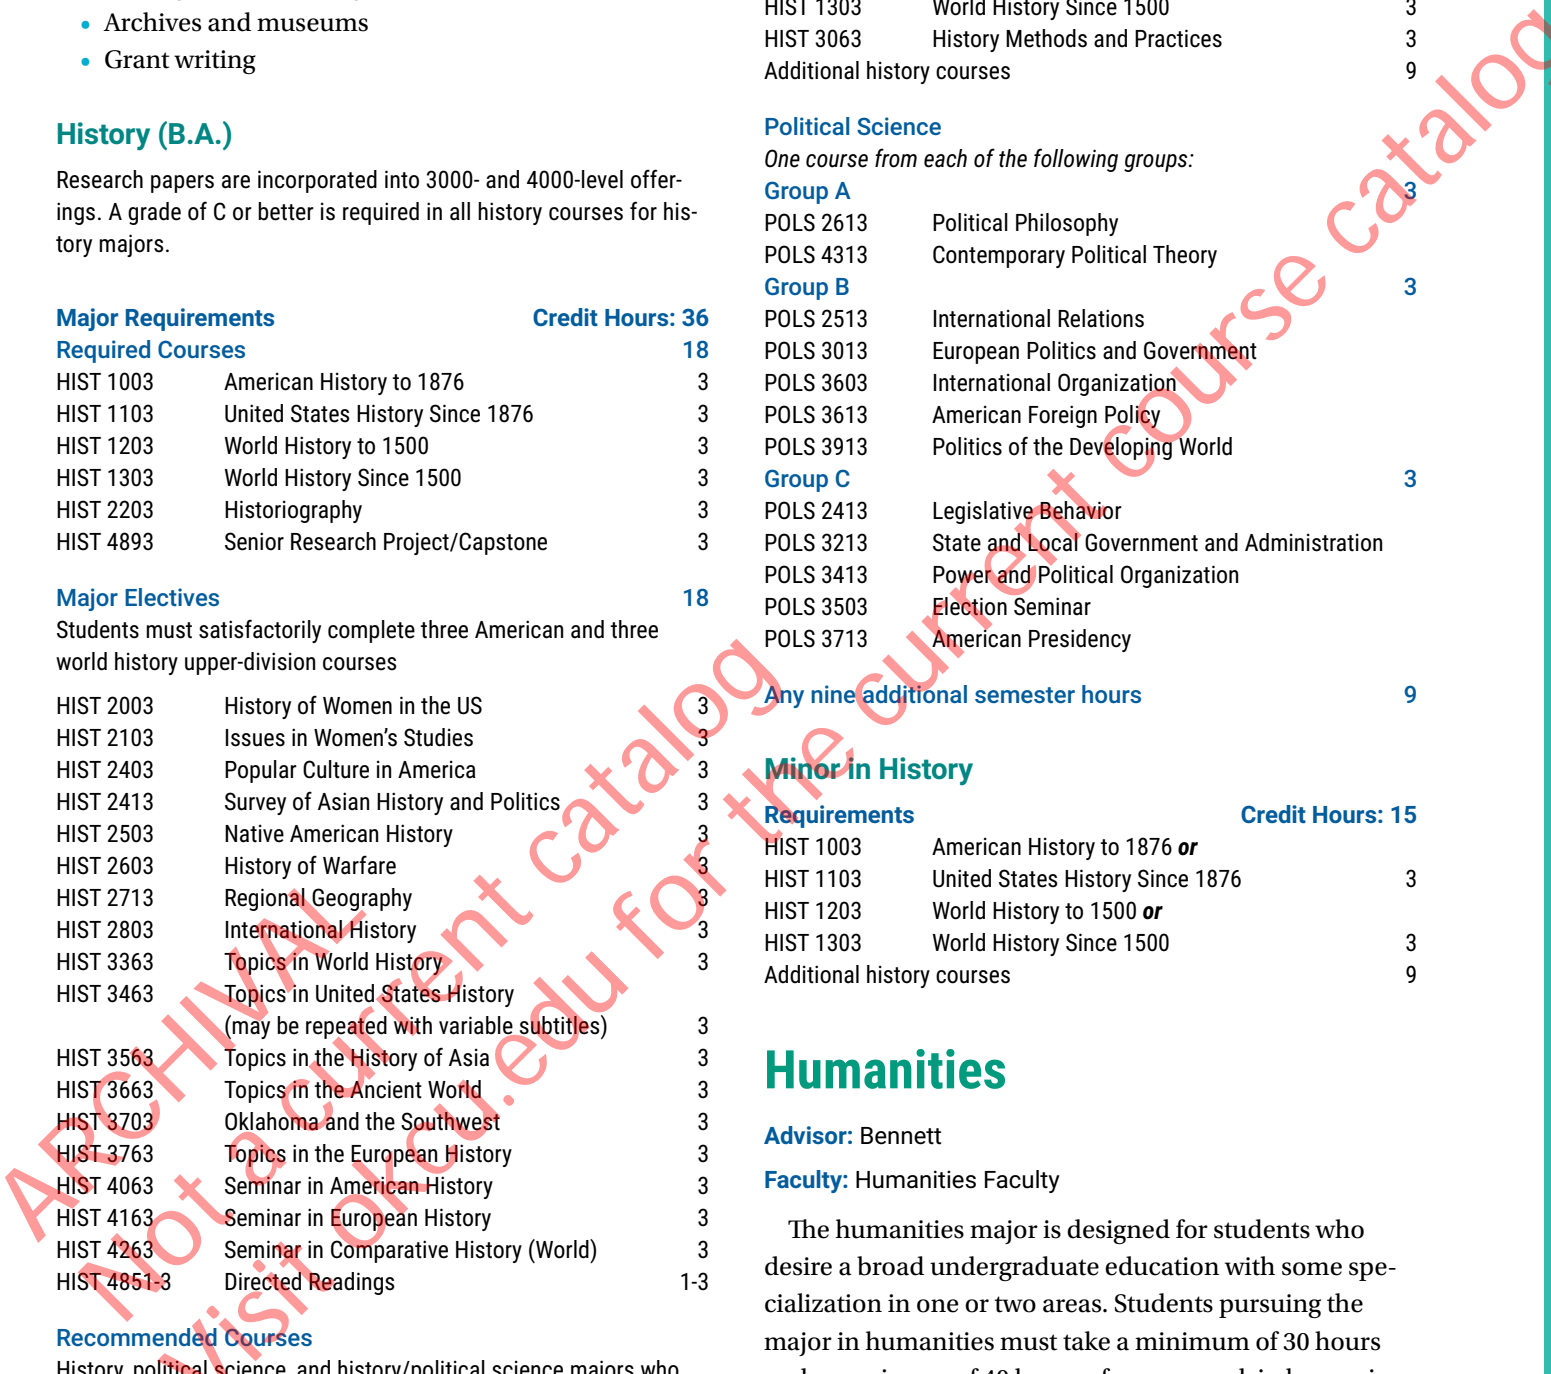 • Archives and museums
• Grant writing
History (B.A.)
Research papers are incorporated into 3000- and 4000-level offer-
ings. A grade of C or better is required in all history courses for his-
tory majors.
Major Requirements Credit Hours: 36
Required Courses 18
HIST 1003 American History to 1876 3
HIST 1103 United States History Since 1876 3
HIST 1203 World History to 1500 3
HIST 1303 World History Since 1500 3
HIST 2203 Historiography 3
HIST 4893 Senior Research Project/Capstone 3
Major Electives 18
Students must satisfactorily complete three American and three
world history upper-division courses
HIST 2003 History of Women in the US 3
HIST 2103 Issues in Women's Studies 3
HIST 2403 Popular Culture in America 3
HIST 2413 Survey of Asian History and Politics 3
HIST 2503 Native American History 3
HIST 2603 History of Warfare 3
HIST 2713 Regional Geography 3
HIST 2803 International History 3
HIST 3363 Topics in World History 3
HIST 3463 Topics in United States History
(may be repeated with variable subtitles) 3
HIST 3563 Topics in the History of Asia 3
HIST 3663 Topics in the Ancient World 3
HIST 3703 Oklahoma and the Southwest 3
HIST 3763 Topics in the European History 3
HIST 4063 Seminar in American History 3
HIST 4163 Seminar in European History 3
HIST 4263 Seminar in Comparative History (World) 3
HIST 4851-3 Directed Readings 1-3
Recommended Courses
History, political science, and history/political science majors who
HIST 1303 World History Since 1500 3
HIST 3063 History Methods and Practices 3
Additional history courses 9
Political Science
One course from each of the following groups:
Group A 3
POLS 2613 Political Philosophy
POLS 4313 Contemporary Political Theory
Group B 3
POLS 2513 International Relations
POLS 3013 European Politics and Government
POLS 3603 International Organization
POLS 3613 American Foreign Policy
POLS 3913 Politics of the Developing World
Group C 3
POLS 2413 Legislative Behavior
POLS 3213 State and Local Government and Administration
POLS 3413 Power and Political Organization
POLS 3503 Election Seminar
POLS 3713 American Presidency
Any nine additional semester hours 9
Minor in History
Requirements Credit Hours: 15
HIST 1003 American History to 1876 or
HIST 1103 United States History Since 1876 3
HIST 1203 World History to 1500 or
HIST 1303 World History Since 1500 3
Additional history courses 9
Humanities
Advisor: Bennett
Faculty: Humanities Faculty
The humanities major is designed for students who
desire a broad undergraduate education with some spe-
cialization in one or two areas. Students pursuing the
major in humanities must take a minimum of 30 hours
ARCHIVAL
Not a current catalog
Visit okcu.edu for the current course catalog